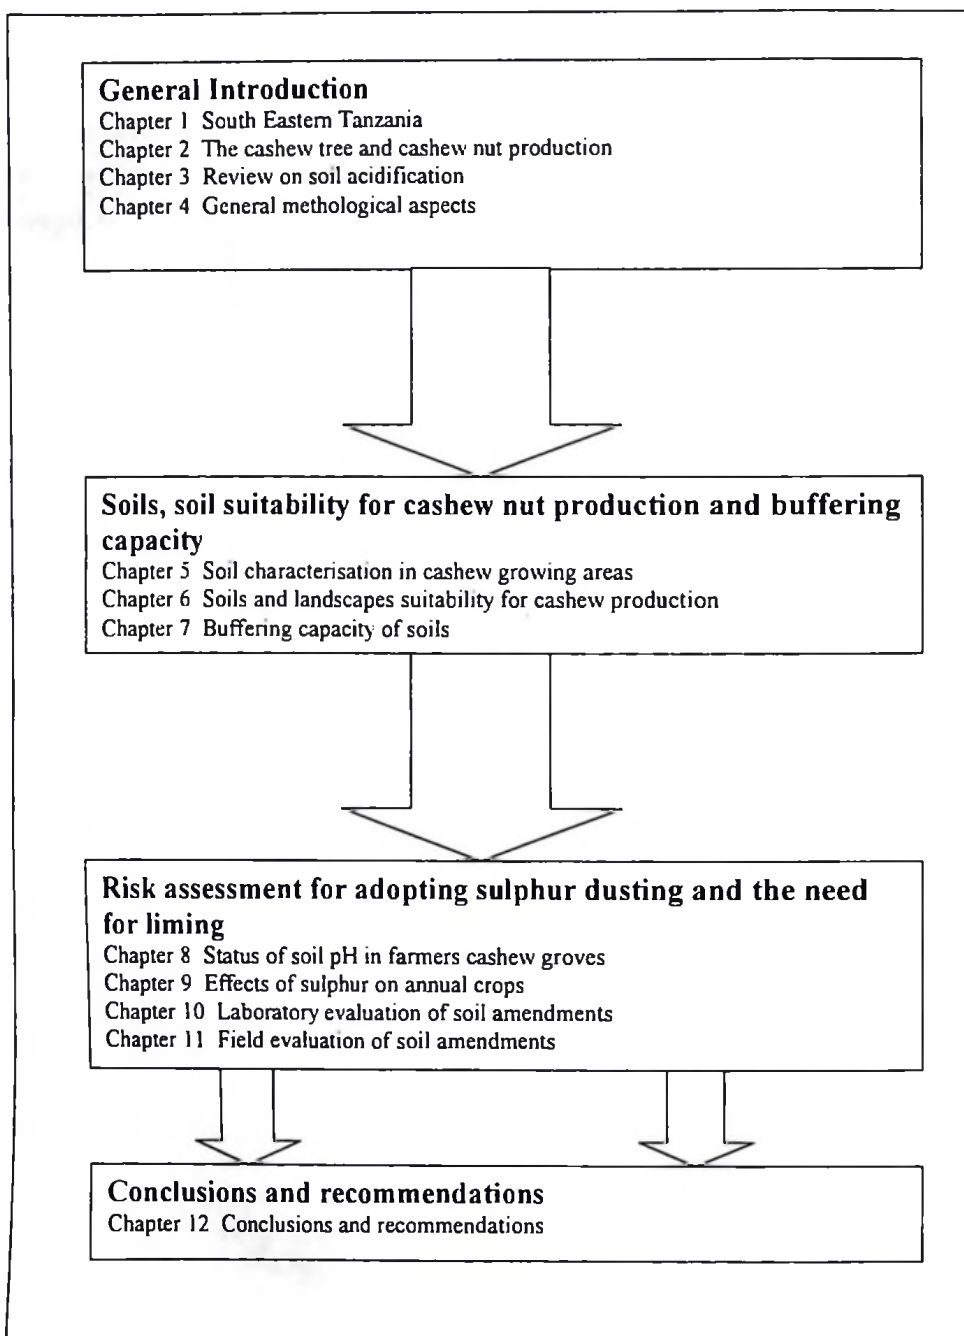 General Introduction
Chapter 1 South Eastern Tanzania
Chapter 2 The cashew tree and cashew nut production
Chapter 3 Review on soil acidification
Chapter 4 General methological aspects
Soils, soil suitability for cashew nut production and buffering
capacity
Chapter 5 Soil characterisation in cashew growing areas
Chapter 6 Soils and landscapes suitability for cashew production
Chapter 7 Buffering capacity of soils
Risk assessment for adopting sulphur dusting and the need
for liming
Chapter 8 Status of soil pH in farmers cashew groves
Chapter 9 Effects of sulphur on annual crops
Chapter 10 Laboratory evaluation of soil amendments
Chapter 11 Field evaluation of soil amendments
Conclusions and recommendations
Chapter 12 Conclusions and recommendations